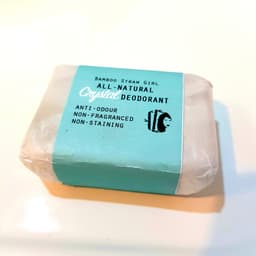 Bamboo Straw Girl
ALL-NATURAL
Crystal DEODORANT
ANTI-ODOUR
NON-FRAGRANCED
NON-STAINING